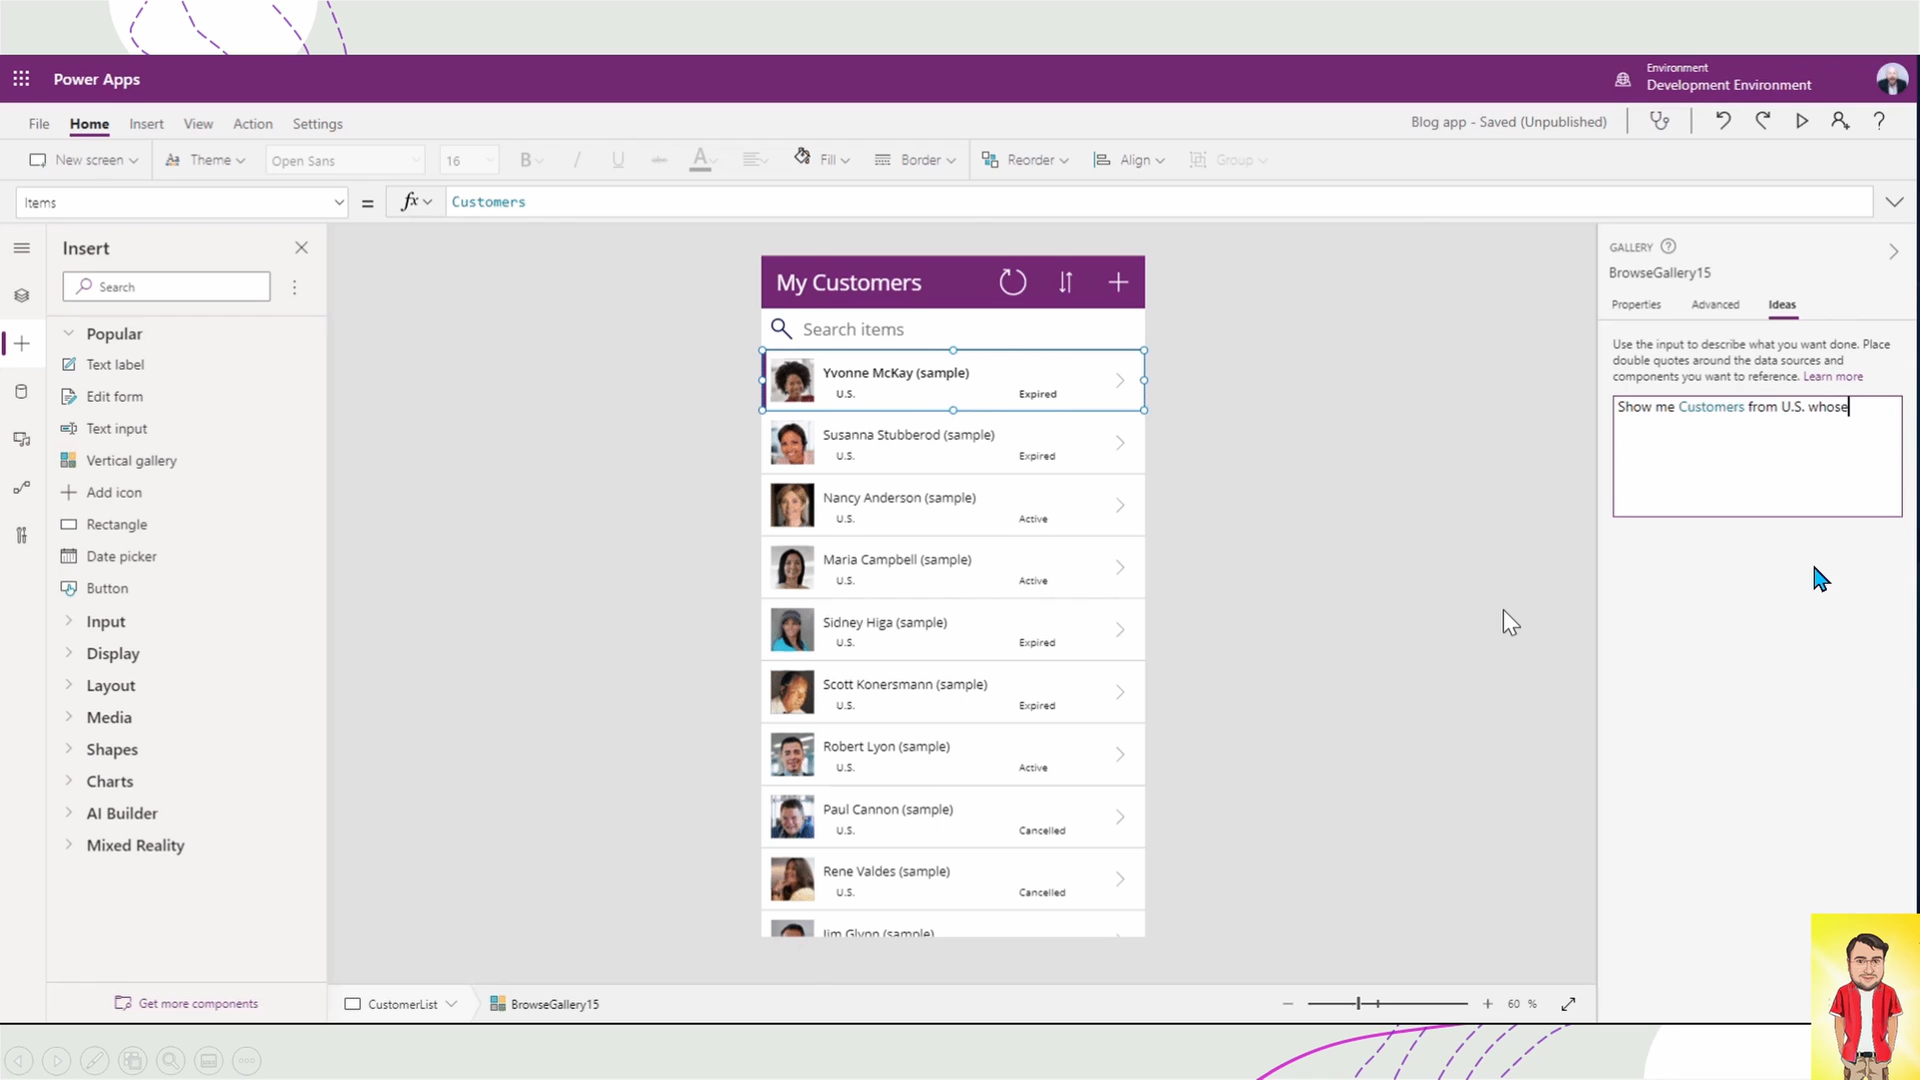 Power Apps
Environment
Development Environment
File Home Insert View Action Settings
Blog app - Saved (Unpublished)
New screen Theme Open Sans 16 B I U A Fill Border Reorder Align Group
Items = fx Customers
Insert
Search
Popular
Text label
Edit form
Text input
Vertical gallery
Add icon
Rectangle
Date picker
Button
Input
Display
Layout
Media
Shapes
Charts
AI Builder
Mixed Reality
Get more components
My Customers
Search items
Yvonne McKay (sample)
U.S. Expired
Susanna Stubberod (sample)
U.S. Expired
Nancy Anderson (sample)
U.S. Active
Maria Campbell (sample)
U.S. Active
Sidney Higa (sample)
U.S. Expired
Scott Konersmann (sample)
U.S. Expired
Robert Lyon (sample)
U.S. Active
Paul Cannon (sample)
U.S. Cancelled
Rene Valdes (sample)
U.S. Cancelled
Jim Glynn (sample)
CustomerList BrowseGallery15
60 %
GALLERY ?
BrowseGallery15
Properties Advanced Ideas
Use the input to describe what you want done. Place
double quotes around the data sources and
components you want to reference. Learn more
Show me Customers from U.S. whose